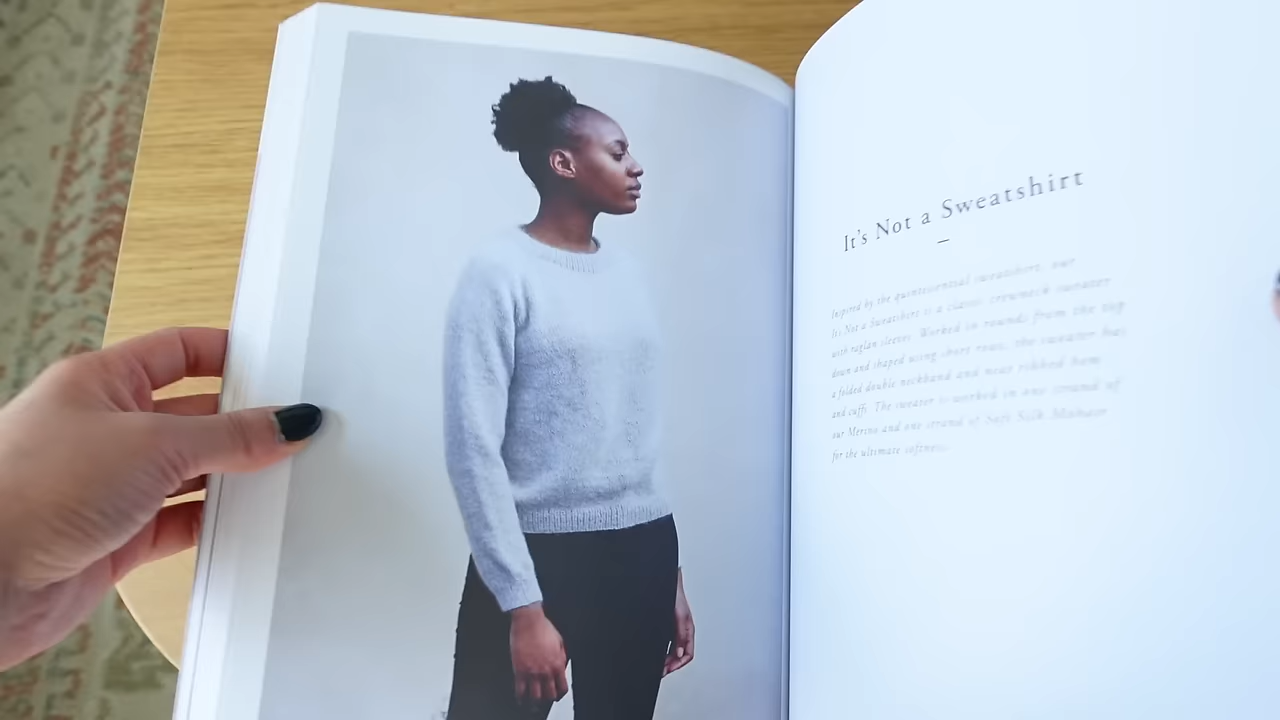 It's Not a Sweatshirt
Inspired by the quintessential sweatshirt, our
It's Not a Sweatshirt is a classic crewneck sweater
with raglan sleeves. Worked in rounds from the top
down and shaped using short rows, the sweater has
a folded double neckband and neat ribbed hem
and cuffs. The sweater is worked in one strand of
our Merino and one strand of Soft Silk Mohair
for the ultimate softness.